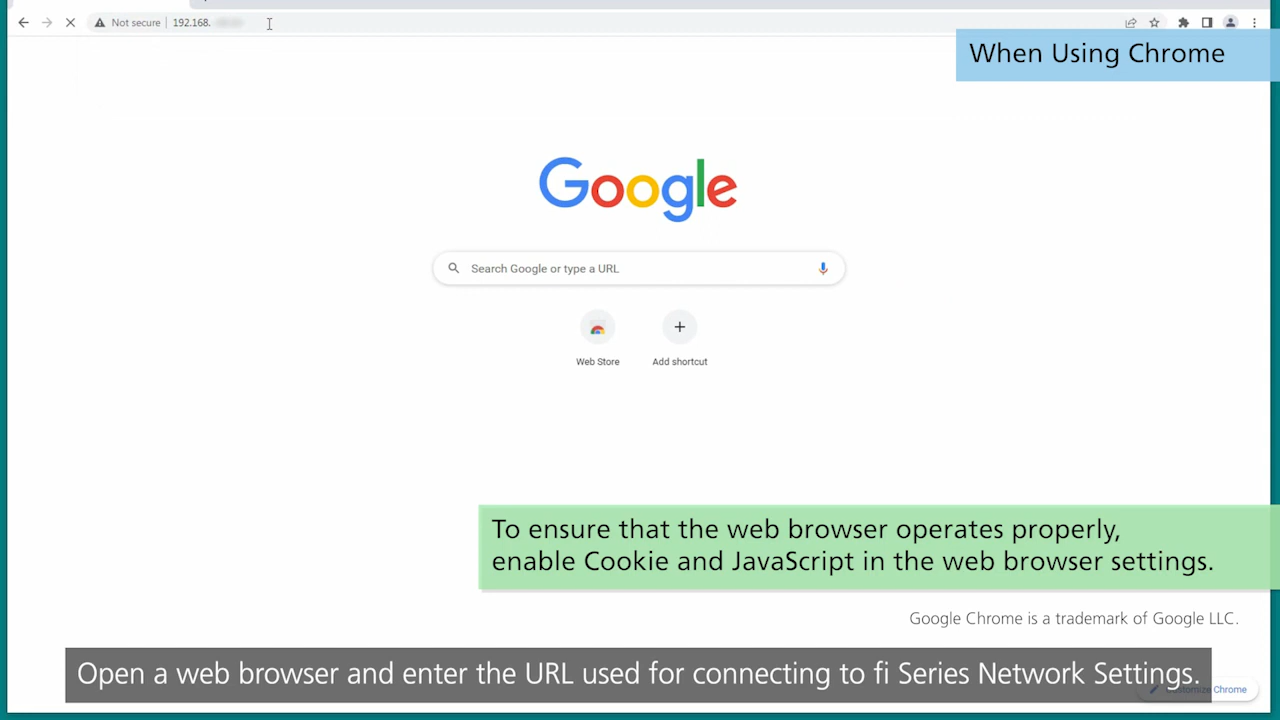 Not secure
192.168.
When Using Chrome
Google
Search Google or type a URL
Web Store
Add shortcut
To ensure that the web browser operates properly,
enable Cookie and JavaScript in the web browser settings.
Google Chrome is a trademark of Google LLC.
Open a web browser and enter the URL used for connecting to fi Series Network Settings.
Customize Chrome